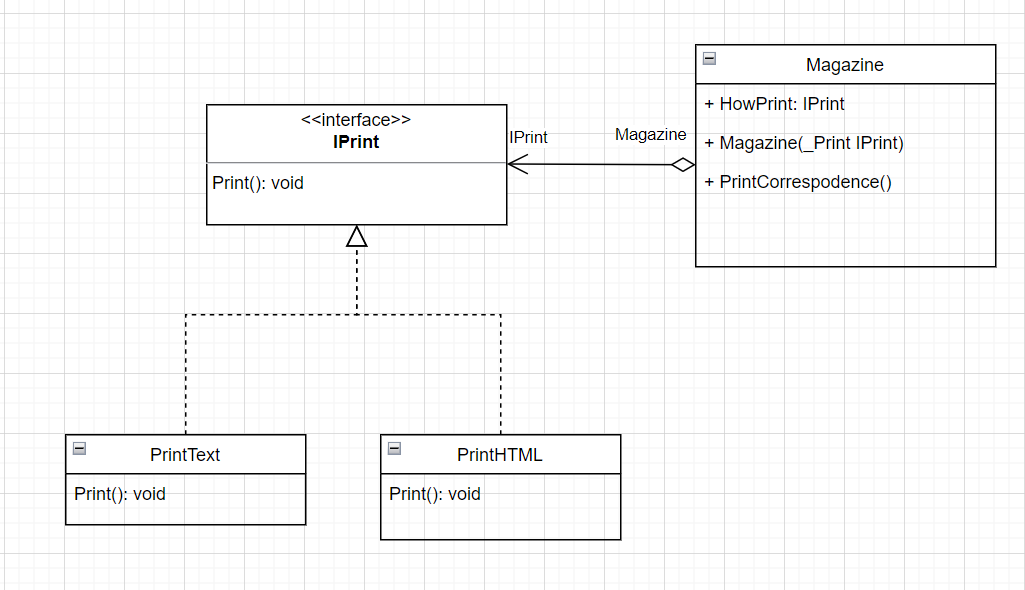 <<interface>>
IPrint
Print(): void
IPrint
Magazine
Magazine
+ HowPrint: IPrint
+ Magazine(_Print IPrint)
+ PrintCorrespodence()
PrintText
Print(): void
PrintHTML
Print(): void